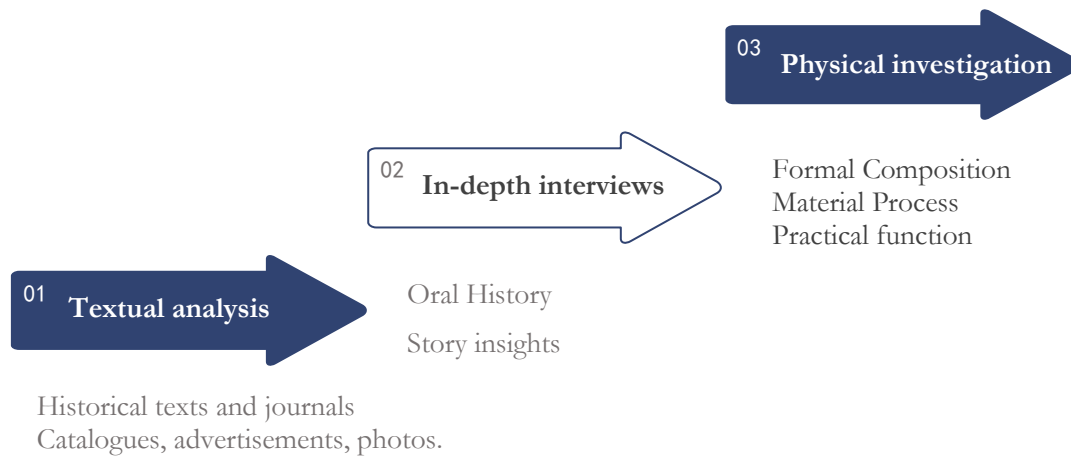 01 Textual analysis
Historical texts and journals
Catalogues, advertisements, photos.
02 In-depth interviews
Oral History
Story insights
03 Physical investigation
Formal Composition
Material Process
Practical function